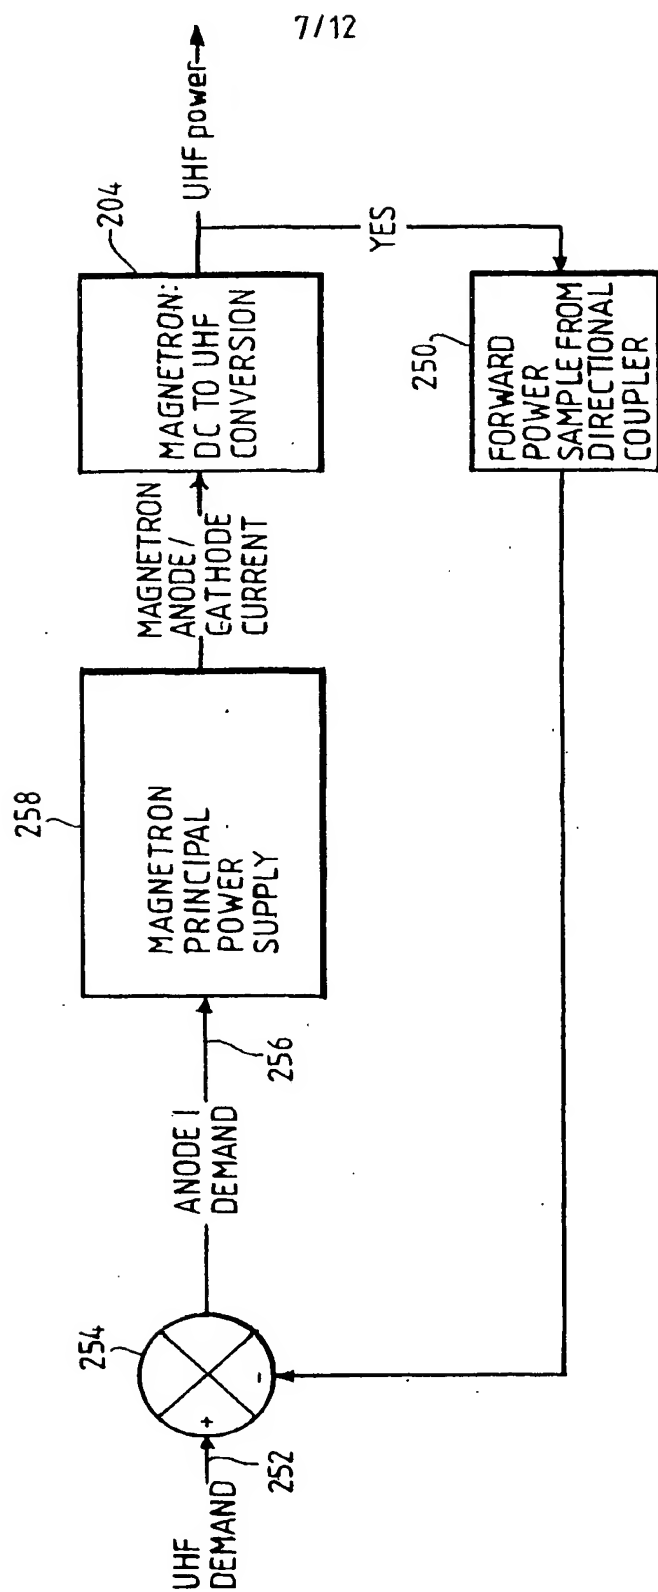 7/12
UHF
DEMAND
252
+
-
254
ANODE I
DEMAND
256
258
MAGNETRON
PRINCIPAL
POWER
SUPPLY
MAGNETRON
ANODE/
CATHODE
CURRENT
204
MAGNETRON:
DC TO UHF
CONVERSION
UHF power
YES
250
FORWARD
POWER
SAMPLE FROM
DIRECTIONAL
COUPLER